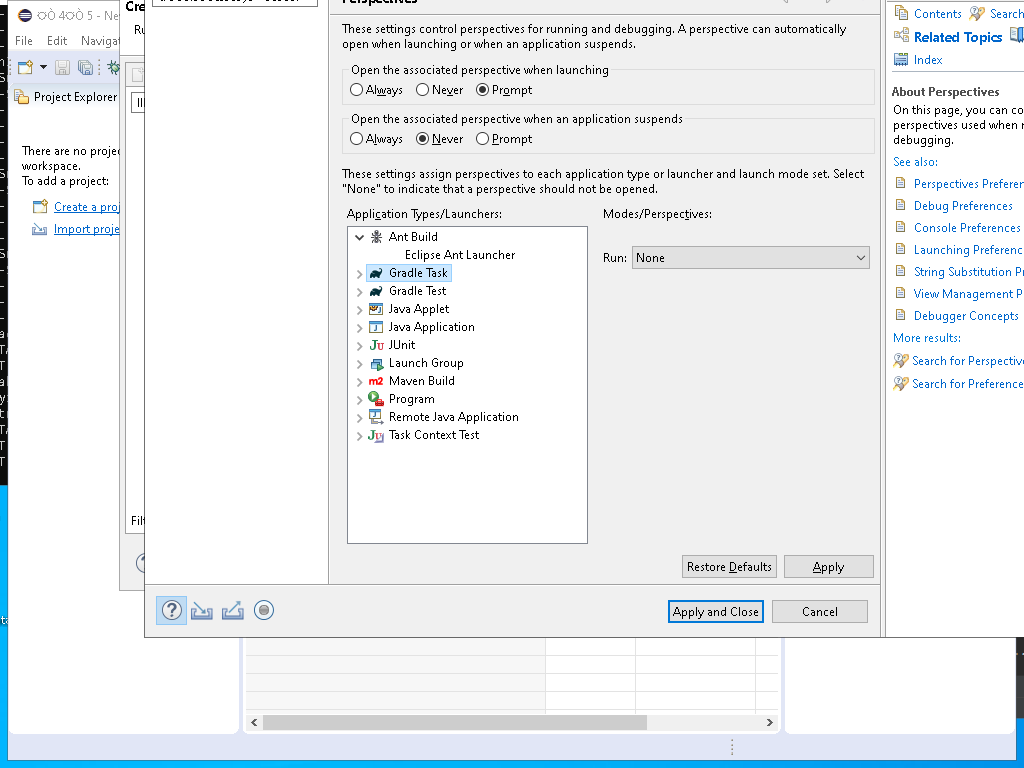 File Edit Navigat
Project Explorer
There are no proje
workspace.
To add a project:
Create a proj
Import proje
Cre
Ru
Filt
Perspectives
These settings control perspectives for running and debugging. A perspective can automatically
open when launching or when an application suspends.
Open the associated perspective when launching
Always Never Prompt
Open the associated perspective when an application suspends
Always Never Prompt
These settings assign perspectives to each application type or launcher and launch mode set. Select
"None" to indicate that a perspective should not be opened.
Application Types/Launchers:
Ant Build
Eclipse Ant Launcher
Gradle Task
Gradle Test
Java Applet
Java Application
JUnit
Launch Group
Maven Build
Program
Remote Java Application
Task Context Test
Modes/Perspectives:
Run: None
Restore Defaults Apply
Apply and Close Cancel
Contents Search
Related Topics
Index
About Perspectives
On this page, you can co
perspectives used when r
debugging.
See also:
Perspectives Preferen
Debug Preferences
Console Preferences
Launching Preferenc
String Substitution Pr
View Management P
Debugger Concepts
More results:
Search for Perspective
Search for Preference